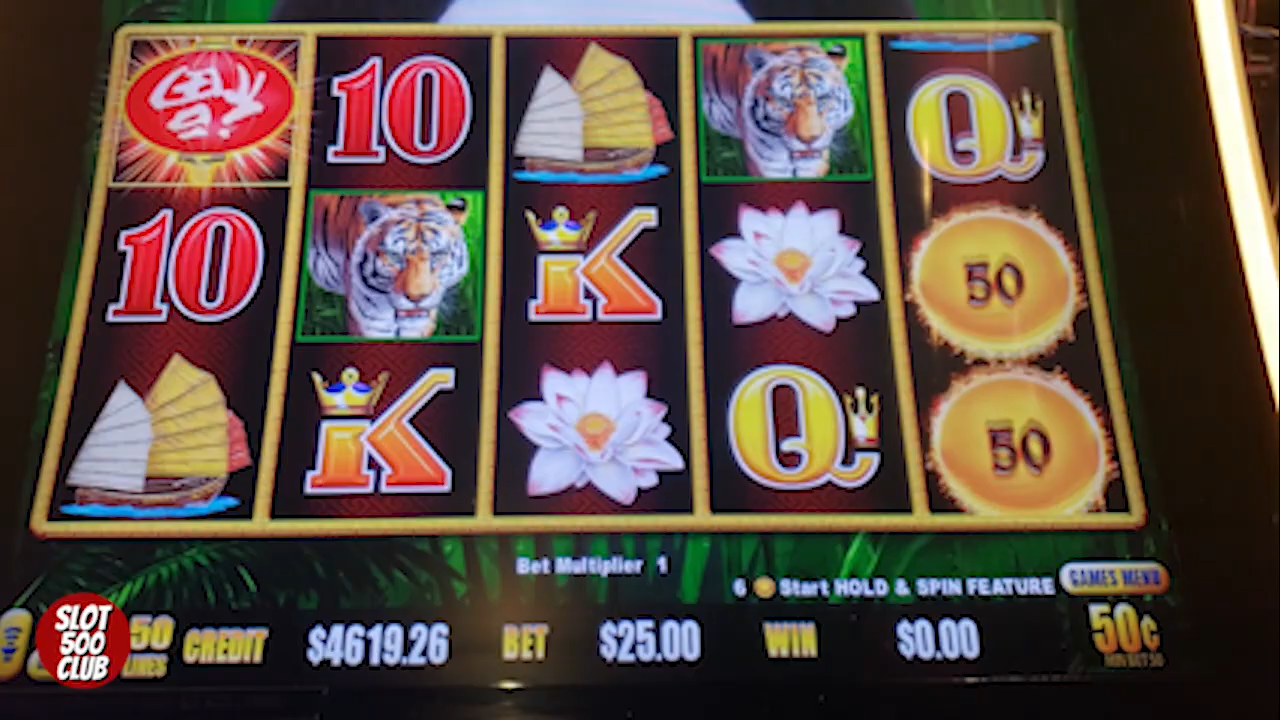 10
Q
10
K
50
K
Q
50
Bet Multiplier 1
6 Start HOLD & SPIN FEATURE
GAMES MENU
50 LINES
CREDIT $4619.26 BET $25.00 WIN $0.00
50¢
SLOT
500
CLUB